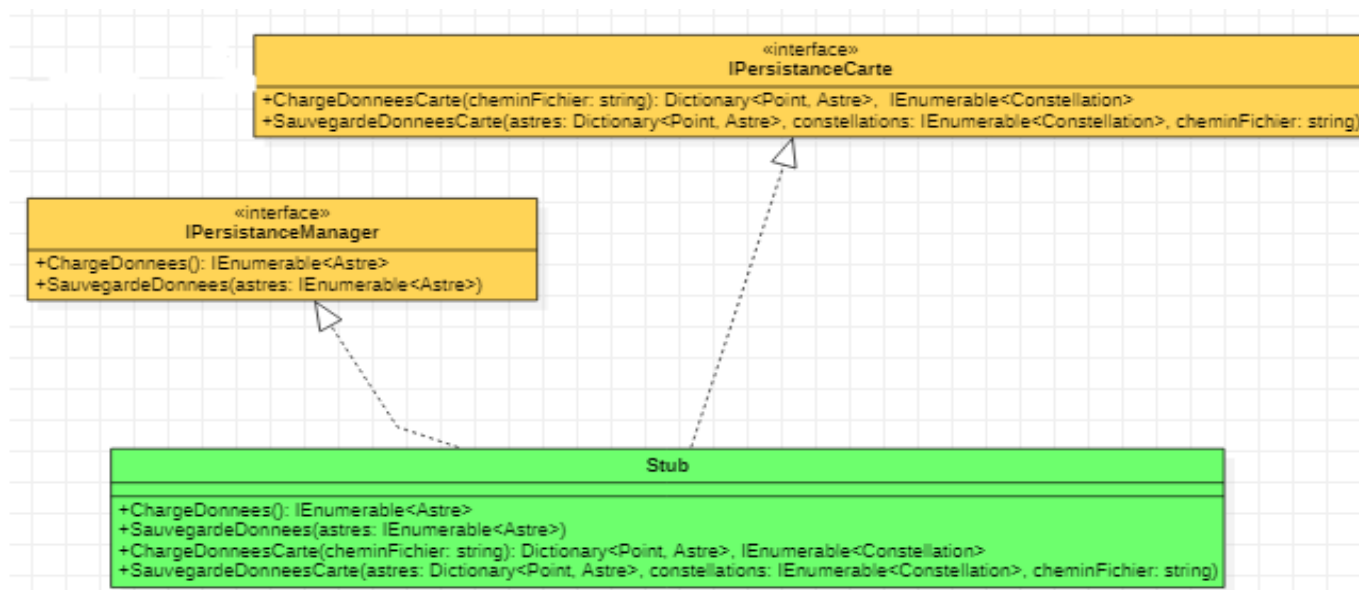 «interface»
IPersistanceCarte
+ChargeDonneesCarte(cheminFichier: string): Dictionary<Point, Astre>, IEnumerable<Constellation>
+SauvegardeDonneesCarte(astres: Dictionary<Point, Astre>, constellations: IEnumerable<Constellation>, cheminFichier: string)
«interface»
IPersistanceManager
+ChargeDonnees(): IEnumerable<Astre>
+SauvegardeDonnees(astres: IEnumerable<Astre>)
Stub
+ChargeDonnees(): IEnumerable<Astre>
+SauvegardeDonnees(astres: IEnumerable<Astre>)
+ChargeDonneesCarte(cheminFichier: string): Dictionary<Point, Astre>, IEnumerable<Constellation>
+SauvegardeDonneesCarte(astres: Dictionary<Point, Astre>, constellations: IEnumerable<Constellation>, cheminFichier: string)